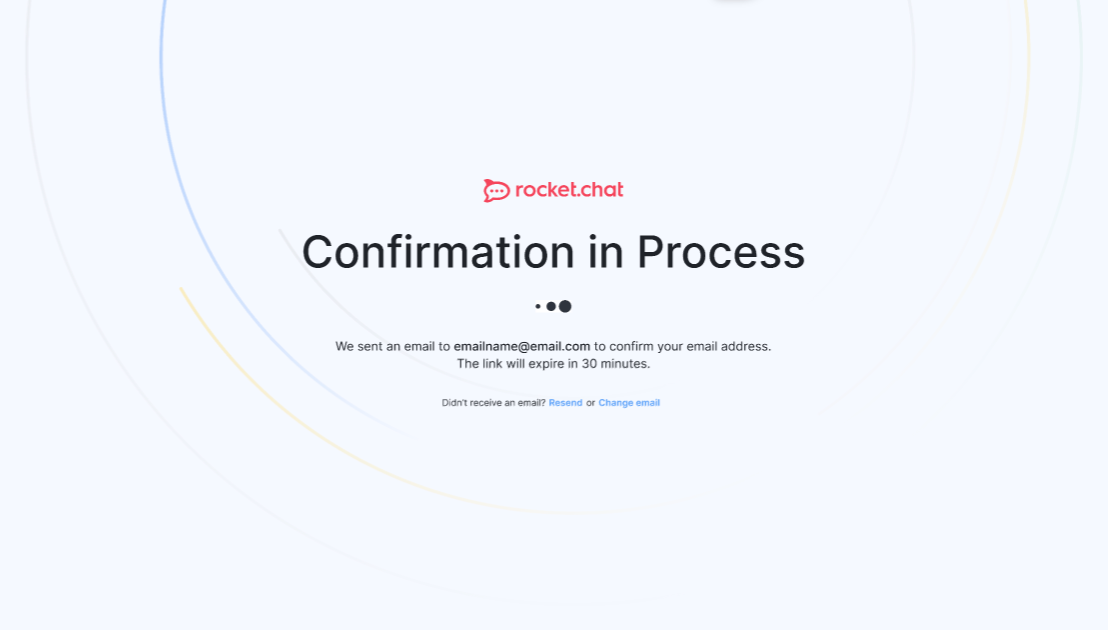 rocket.chat
Confirmation in Process
We sent an email to emailname@email.com to confirm your email address.
The link will expire in 30 minutes.
Didn't receive an email? Resend or Change email